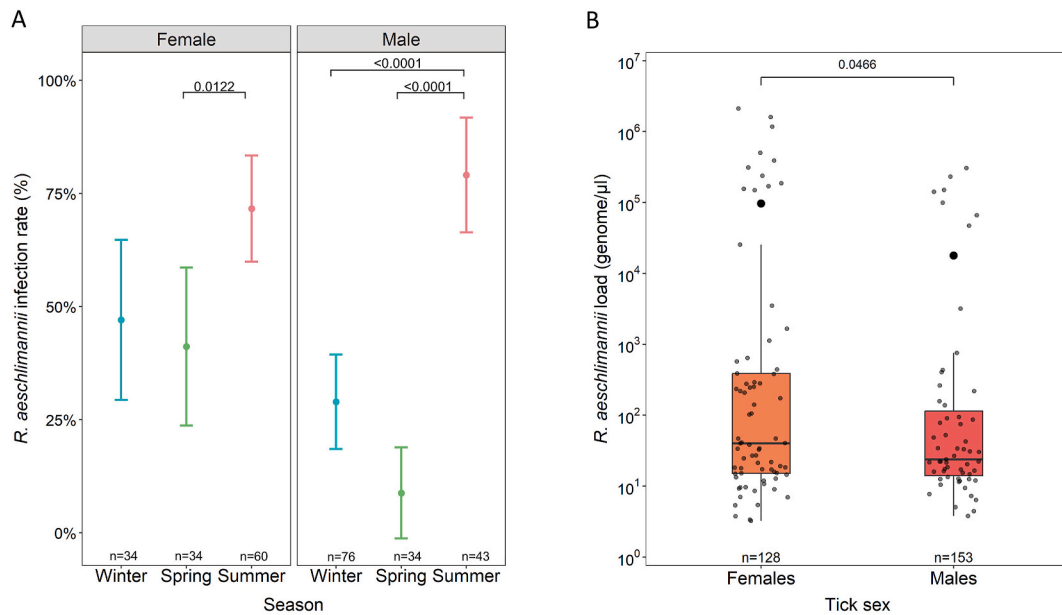 A
Female
Male
<0.0001
0.0122
<0.0001
100%
75%
50%
25%
0%
R. aeschlimannii infection rate (%)
n=34
n=34
n=60
n=76
n=34
n=43
Winter
Spring
Summer
Winter
Spring
Summer
Season
B
0.0466
10⁷
10⁶
10⁵
10⁴
10³
10²
10¹
10⁰
R. aeschlimannii load (genome/µl)
n=128
n=153
Females
Males
Tick sex